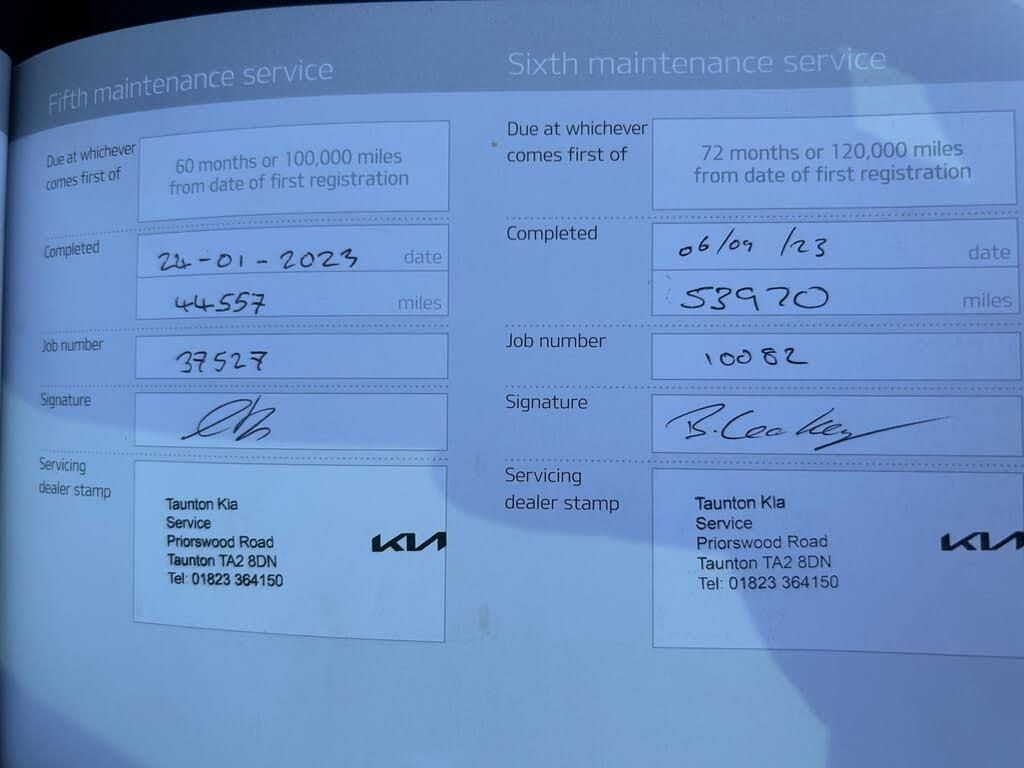 Fifth maintenance service
Due at whichever
comes first of
60 months or 100,000 miles
from date of first registration
Completed
24-01-2023 date
44557 miles
Job number
37527
Signature
Servicing
dealer stamp
Taunton Kia
Service
Priorswood Road
Taunton TA2 8DN
Tel: 01823 364150
KIA
Sixth maintenance service
Due at whichever
comes first of
72 months or 120,000 miles
from date of first registration
Completed
06/09/23 date
53970 miles
Job number
10082
Signature
B.
Servicing
dealer stamp
Taunton Kia
Service
Priorswood Road
Taunton TA2 8DN
Tel: 01823 364150
KIA